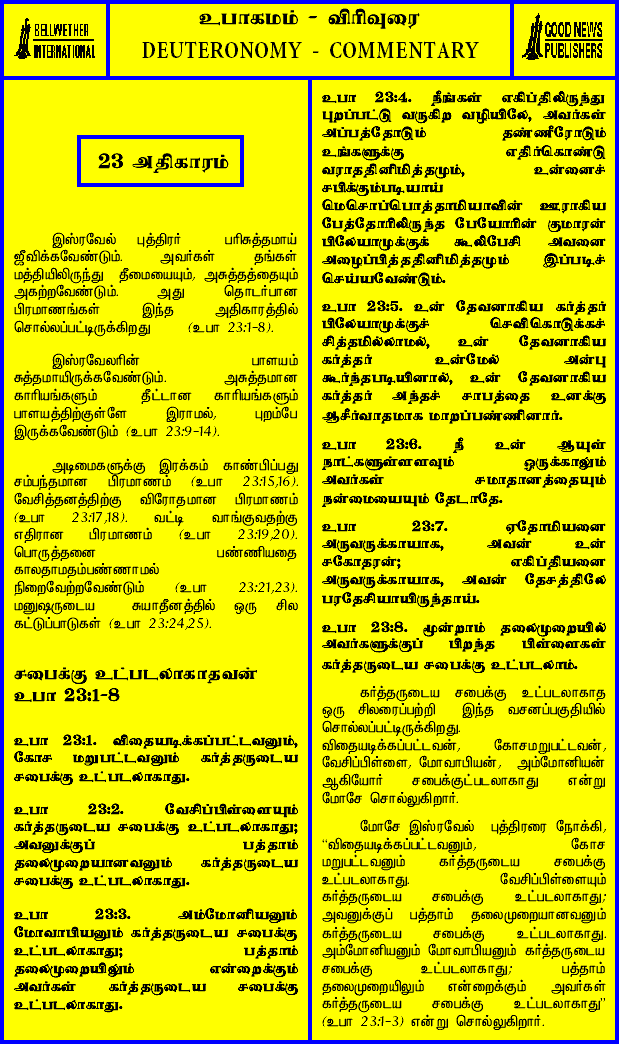 BELLWETHER
INTERNATIONAL
உபாகமம் - விரிவுரை
DEUTERONOMY - COMMENTARY
GOOD NEWS
PUBLISHERS
23 அதிகாரம்
இஸ்ரவேல் புத்திரர் பரிசுத்தமாய்
ஜீவிக்கவேண்டும். அவர்கள் தங்கள்
மத்தியிலிருந்து தீமையையும், அசுத்தத்தையும்
அகற்றவேண்டும். அது தொடர்பான
பிரமாணங்கள் இந்த அதிகாரத்தில்
சொல்லப்பட்டிருக்கிறது (உபா 23:1-8).
இஸ்ரவேலரின் பாளயம்
சுத்தமாயிருக்கவேண்டும். அசுத்தமான
காரியங்களும் தீட்டான காரியங்களும்
பாளயத்திற்குள்ளே இராமல், புறம்பே
இருக்கவேண்டும் (உபா 23:9-14).
அடிமைகளுக்கு இரக்கம் காண்பிப்பது
சம்பந்தமான பிரமாணம் (உபா 23:15,16).
வேசித்தனத்திற்கு விரோதமான பிரமாணம்
(உபா 23:17,18). வட்டி வாங்குவதற்கு
எதிரான பிரமாணம் (உபா 23:19,20).
பொருத்தனை பண்ணியதை
காலதாமதம்பண்ணாமல்
நிறைவேற்றவேண்டும் (உபா 23:21,23).
மனுஷருடைய சுயாதீனத்தில் ஒரு சில
கட்டுப்பாடுகள் (உபா 23:24,25).
சபைக்கு உட்படலாகாதவன்
உபா 23:1-8
உபா 23:1. விதையடிக்கப்பட்டவனும்,
கோச மறுபட்டவனும் கர்த்தருடைய
சபைக்கு உட்படலாகாது.
உபா 23:2. வேசிப்பிள்ளையும்
கர்த்தருடைய சபைக்கு உட்படலாகாது;
அவனுக்குப் பத்தாம்
தலைமுறையானவனும் கர்த்தருடைய
சபைக்கு உட்படலாகாது.
உபா 23:3. அம்மோனியனும்
மோவாபியனும் கர்த்தருடைய சபைக்கு
உட்படலாகாது; பத்தாம்
தலைமுறையிலும் என்றைக்கும்
அவர்கள் கர்த்தருடைய சபைக்கு
உட்படலாகாது.
உபா 23:4. நீங்கள் எகிப்திலிருந்து
புறப்பட்டு வருகிற வழியிலே, அவர்கள்
அப்பத்தோடும் தண்ணீரோடும்
உங்களுக்கு எதிர்கொண்டு
வராததினிமித்தமும், உன்னைச்
சபிக்கும்படியாய்
மெசொப்பொத்தாமியாவின் ஊராகிய
பேத்தோரிலிருந்த பேயோரின் குமாரன்
பிலேயாமுக்குக் கூலிபேசி அவனை
அழைப்பித்ததினிமித்தமும் இப்படிச்
செய்யவேண்டும்.
உபா 23:5. உன் தேவனாகிய கர்த்தர்
பிலேயாமுக்குச் செவிகொடுக்கச்
சித்தமில்லாமல், உன் தேவனாகிய
கர்த்தர் உன்மேல் அன்பு
கூர்ந்தபடியினால், உன் தேவனாகிய
கர்த்தர் அந்தச் சாபத்தை உனக்கு
ஆசீர்வாதமாக மாறப்பண்ணினார்.
உபா 23:6. நீ உன் ஆயுள்
நாட்களுள்ளளவும் ஒருக்காலும்
அவர்கள் சமாதானத்தையும்
நன்மையையும் தேடாதே.
உபா 23:7. ஏதோமியனை
அருவருக்காயாக, அவன் உன்
சகோதரன்; எகிப்தியனை
அருவருக்காயாக, அவன் தேசத்திலே
பரதேசியாயிருந்தாய்.
உபா 23:8. மூன்றாம் தலைமுறையில்
அவர்களுக்குப் பிறந்த பிள்ளைகள்
கர்த்தருடைய சபைக்கு உட்படலாம்.
கர்த்தருடைய சபைக்கு உட்படலாகாத
ஒரு சிலரைப்பற்றி இந்த வசனப்பகுதியில்
சொல்லப்பட்டிருக்கிறது.
விதையடிக்கப்பட்டவன், கோசமறுபட்டவன்,
வேசிப்பிள்ளை, மோவாபியன், அம்மோனியன்
ஆகியோர் சபைக்குட்படலாகாது என்று
மோசே சொல்லுகிறார்.
மோசே இஸ்ரவேல் புத்திரரை நோக்கி,
“விதையடிக்கப்பட்டவனும், கோச
மறுபட்டவனும் கர்த்தருடைய சபைக்கு
உட்படலாகாது. வேசிப்பிள்ளையும்
கர்த்தருடைய சபைக்கு உட்படலாகாது;
அவனுக்குப் பத்தாம் தலைமுறையானவனும்
கர்த்தருடைய சபைக்கு உட்படலாகாது.
அம்மோனியனும் மோவாபியனும் கர்த்தருடைய
சபைக்கு உட்படலாகாது; பத்தாம்
தலைமுறையிலும் என்றைக்கும் அவர்கள்
கர்த்தருடைய சபைக்கு உட்படலாகாது”
(உபா 23:1-3) என்று சொல்லுகிறார்.